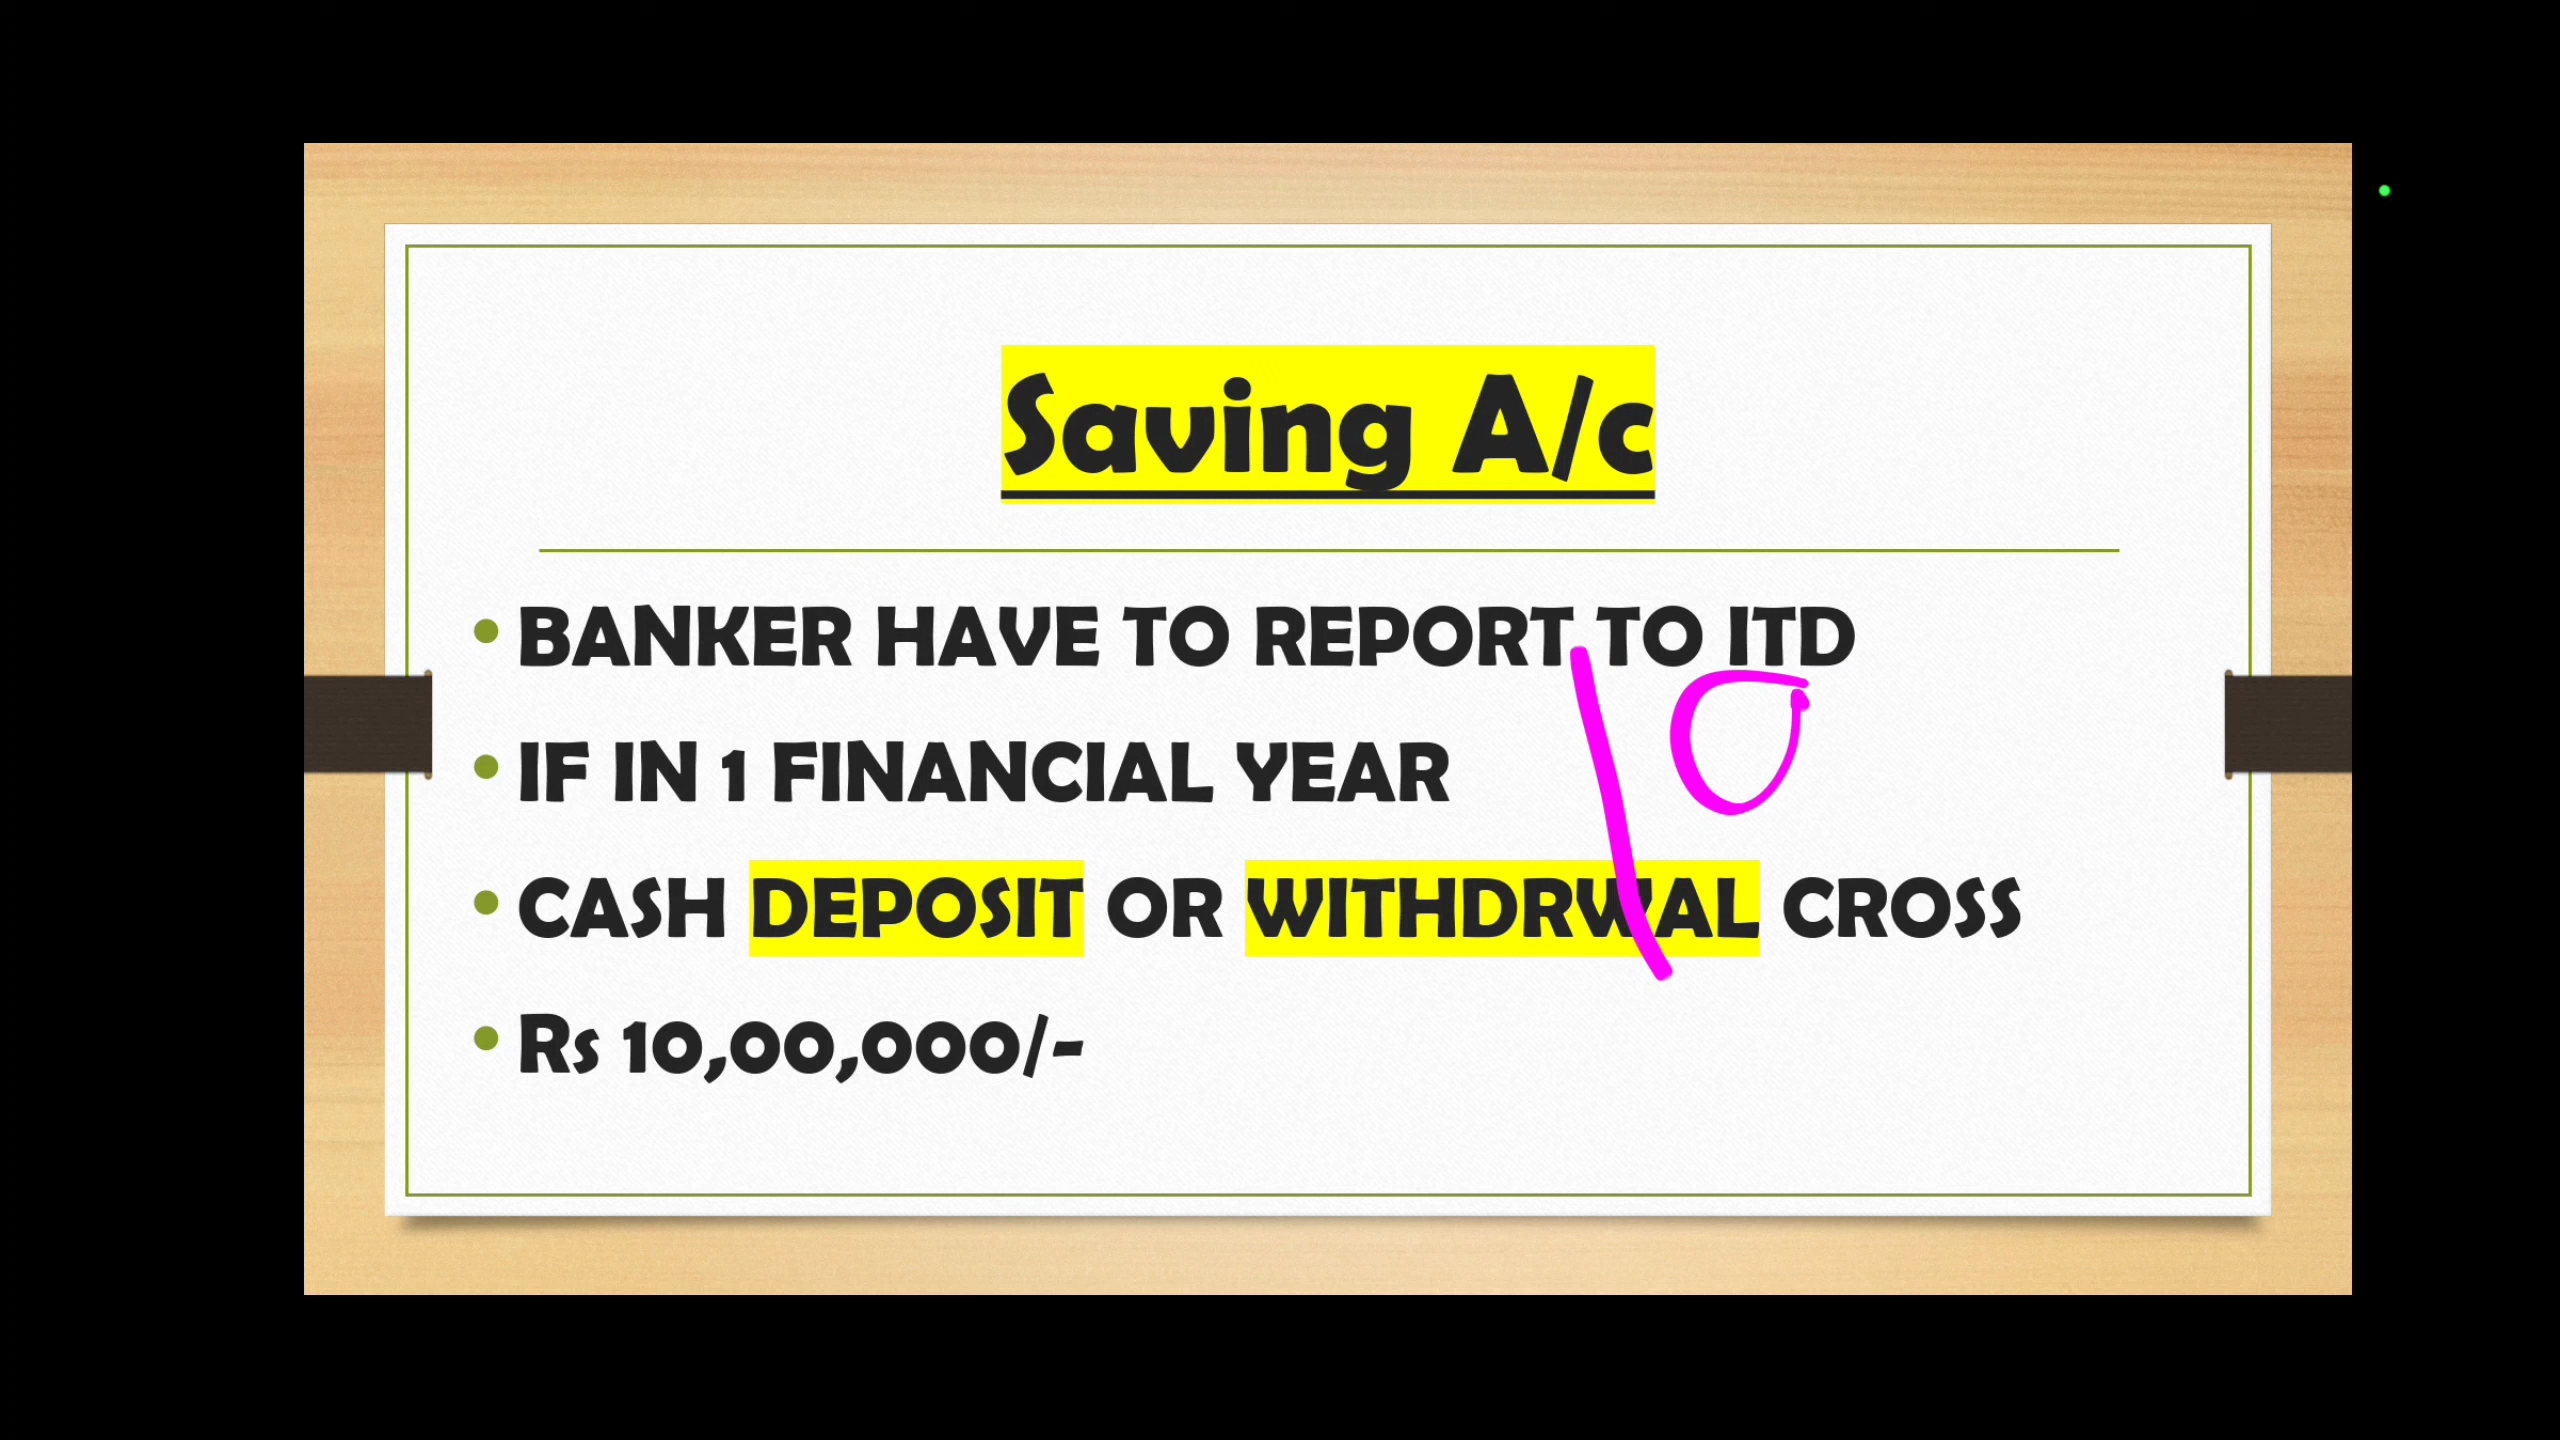 Saving A/c
• BANKER HAVE TO REPORT TO ITD
• IF IN 1 FINANCIAL YEAR
10
• CASH DEPOSIT OR WITHDRWAL CROSS
• Rs 10,00,000/-